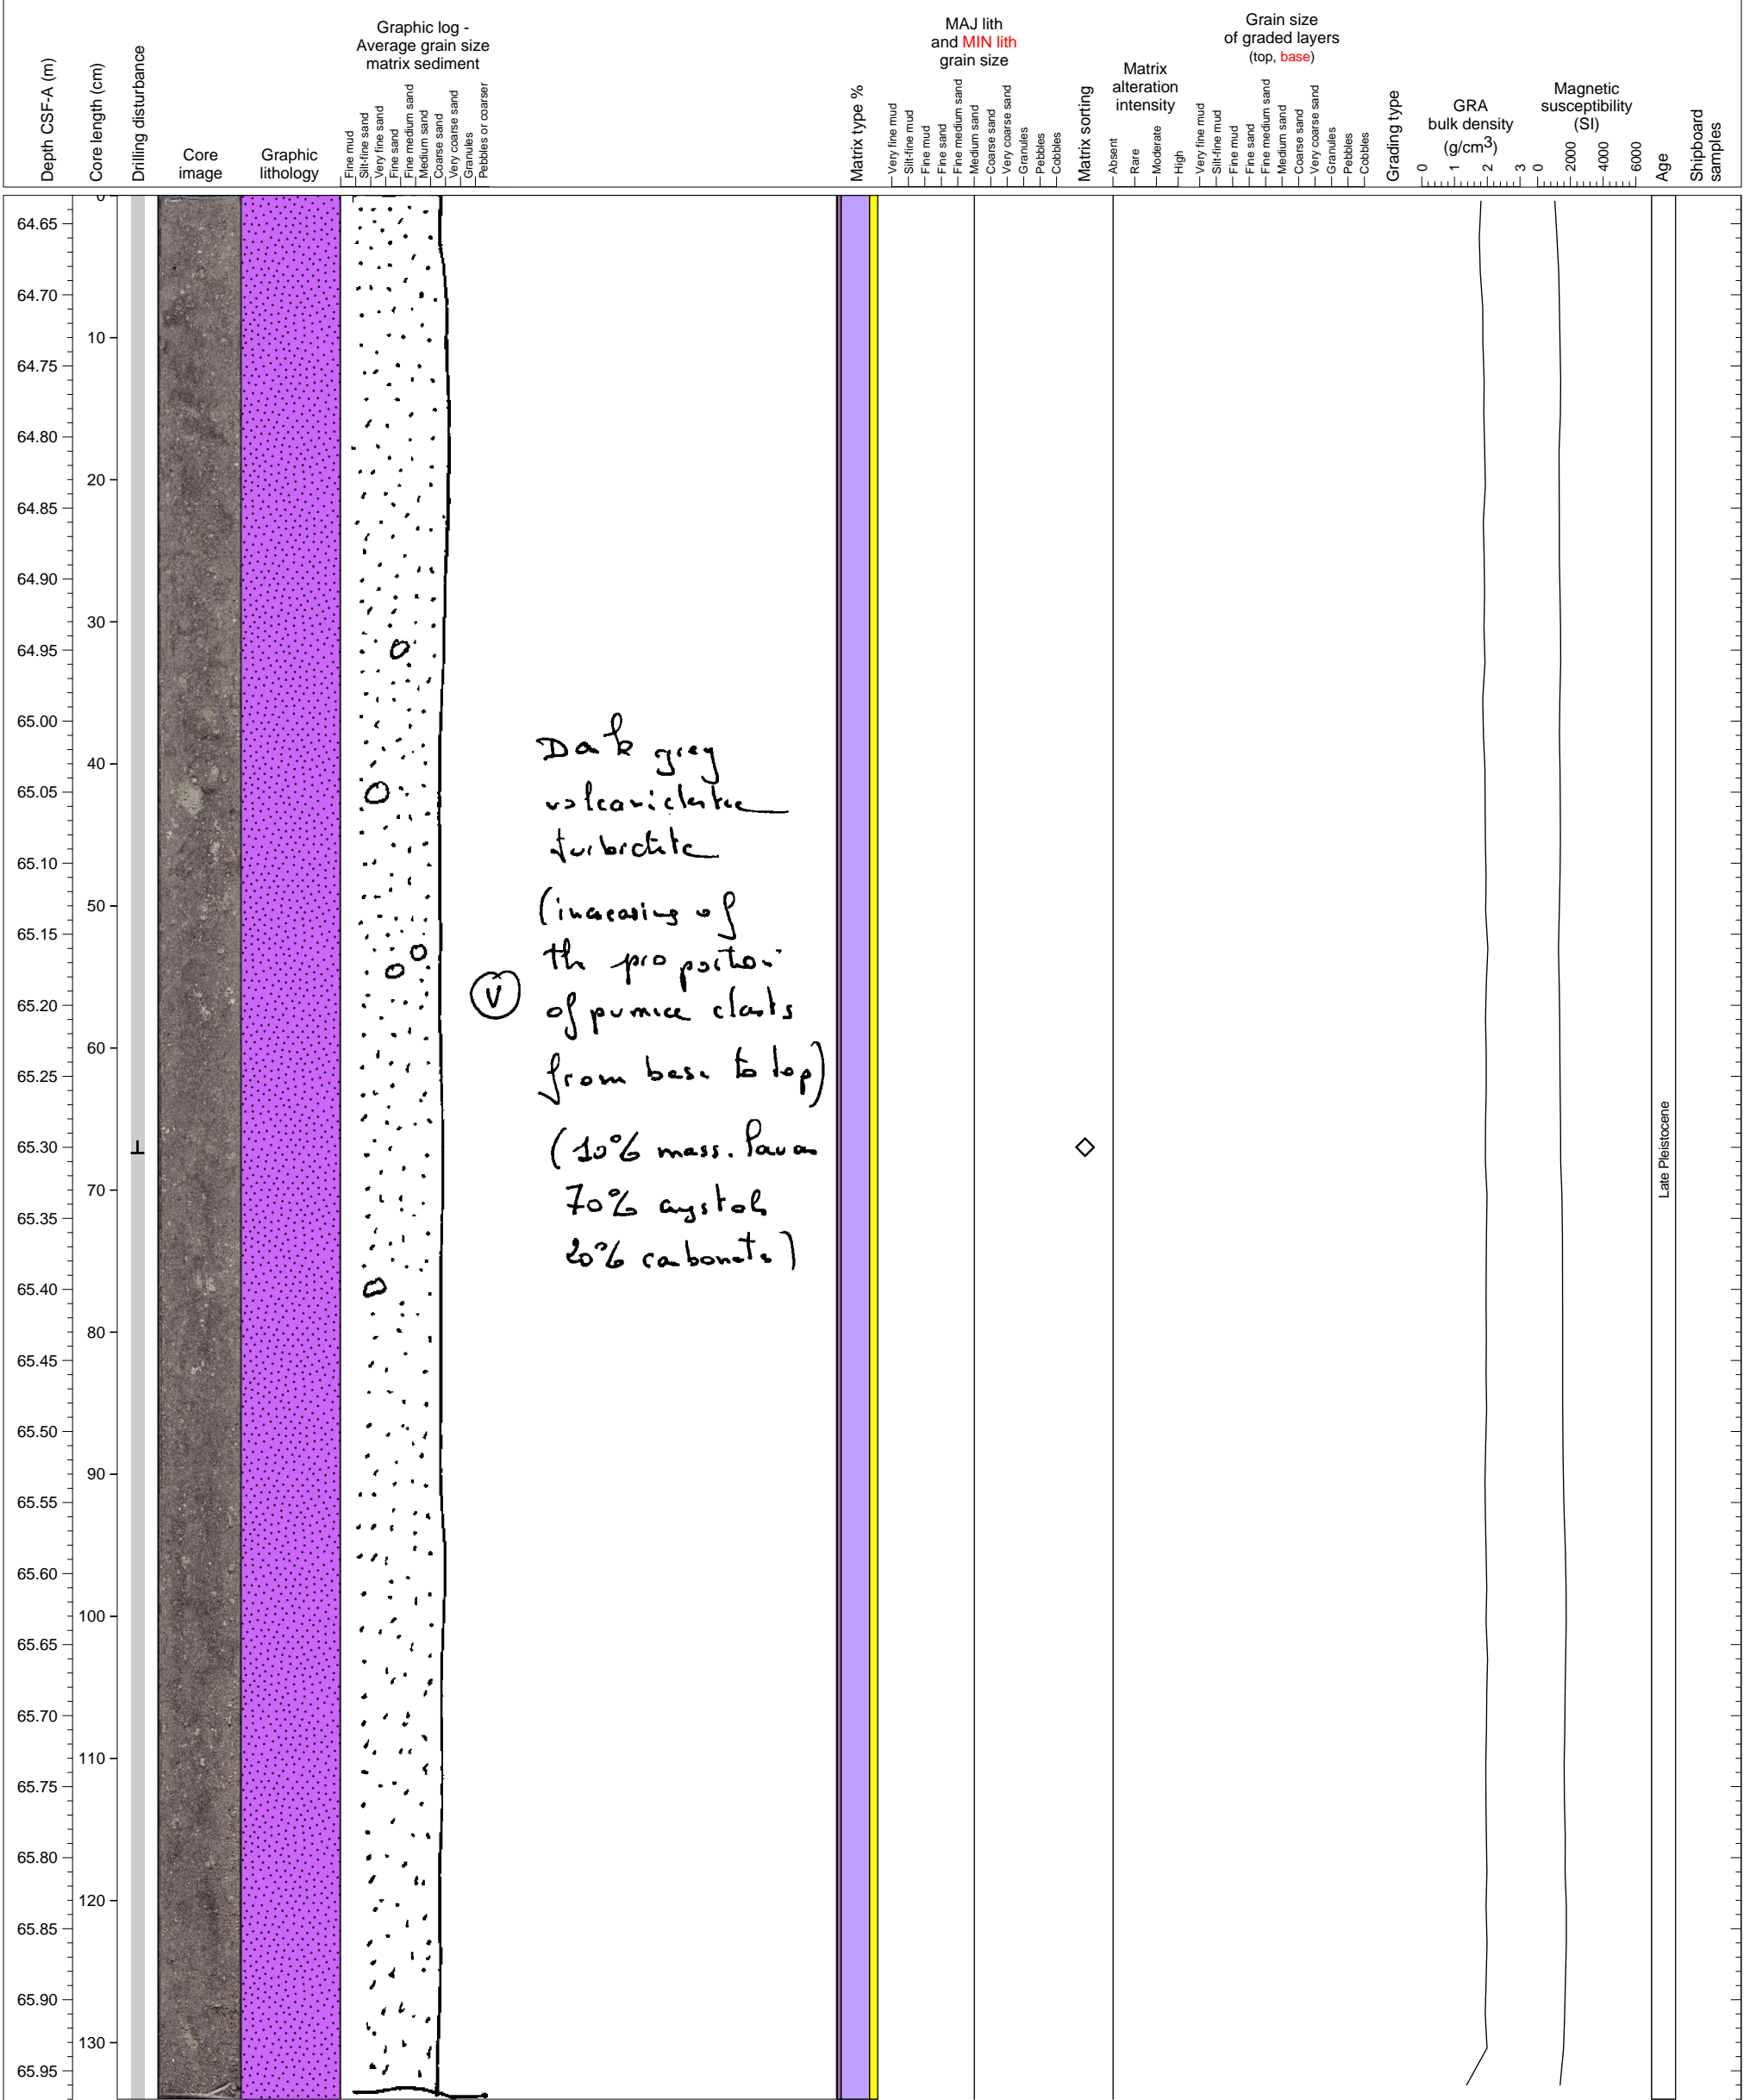 Depth CSF-A (m)
Core length (cm)
Drilling disturbance
Core
image
Graphic
lithology
Graphic log -
Average grain size
matrix sediment
Fine mud
Silt-fine sand
Very fine sand
Fine sand
Fine medium sand
Medium sand
Coarse sand
Very coarse sand
Granules
Pebbles or coarser
Matrix type %
MAJ lith
and MIN lith
grain size
Very fine mud
Silt-fine mud
Fine mud
Fine sand
Fine medium sand
Medium sand
Coarse sand
Very coarse sand
Granules
Pebbles
Cobbles
Matrix sorting
Matrix
alteration
intensity
Absent
Rare
Moderate
High
Grain size
of graded layers
(top, base)
Very fine mud
Silt-fine mud
Fine mud
Fine sand
Fine medium sand
Medium sand
Coarse sand
Very coarse sand
Granules
Pebbles
Cobbles
Grading type
GRA
bulk density
(g/cm3)
0 1 2 3
Magnetic
susceptibility
(SI)
0 2000 4000 6000
Age
Shipboard
samples
64.65
64.70
64.75
64.80
64.85
64.90
64.95
65.00
65.05
65.10
65.15
65.20
65.25
65.30
65.35
65.40
65.45
65.50
65.55
65.60
65.65
65.70
65.75
65.80
65.85
65.90
65.95
0
10
20
30
40
50
60
70
80
90
100
110
120
130
Dark grey
volcaniclastic
turbidite
(increasing of
the proportion
of pumice clasts
from base to top)
V
(10% mass. lavas
70% crystals
20% carbonats)
Late Pleistocene